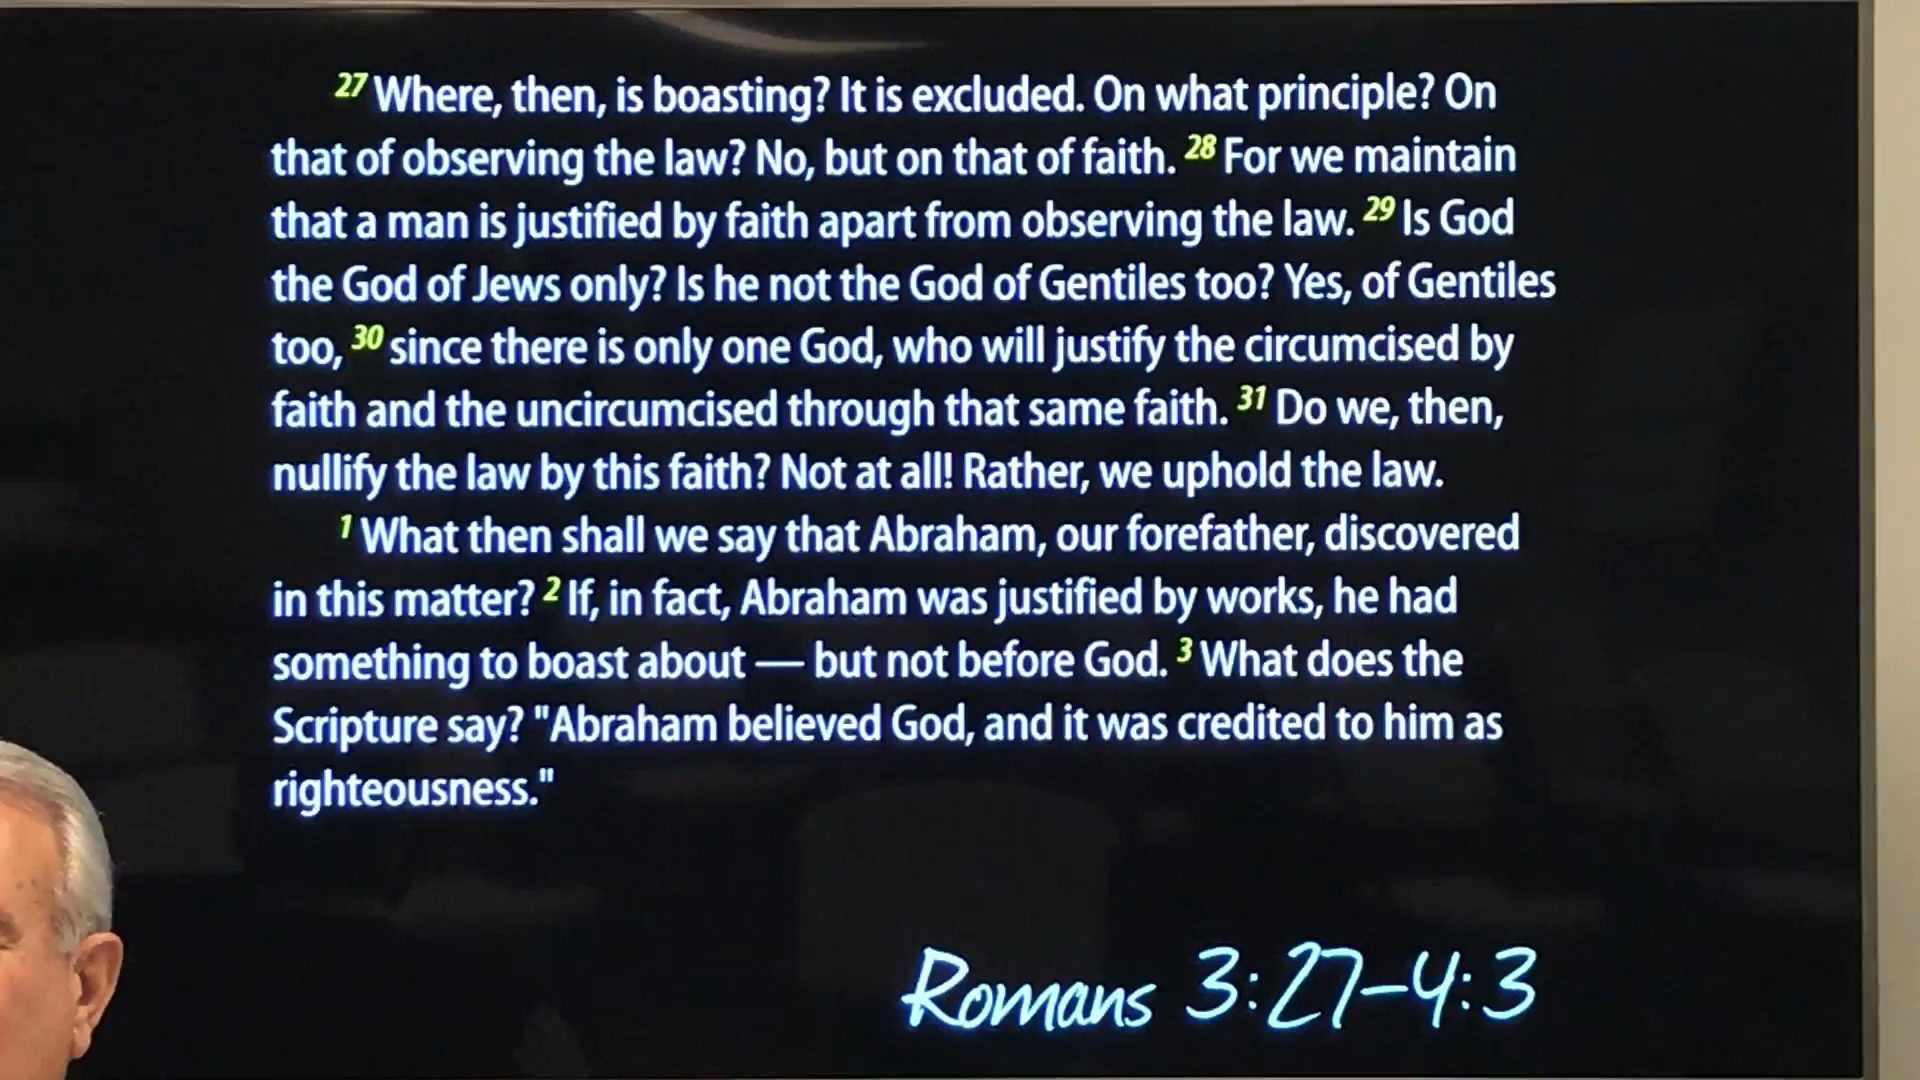 27 Where, then, is boasting? It is excluded. On what principle? On
that of observing the law? No, but on that of faith. 28 For we maintain
that a man is justified by faith apart from observing the law. 29 Is God
the God of Jews only? Is he not the God of Gentiles too? Yes, of Gentiles
too, 30 since there is only one God, who will justify the circumcised by
faith and the uncircumcised through that same faith. 31 Do we, then,
nullify the law by this faith? Not at all! Rather, we uphold the law.
1 What then shall we say that Abraham, our forefather, discovered
in this matter? 2 If, in fact, Abraham was justified by works, he had
something to boast about — but not before God. 3 What does the
Scripture say? "Abraham believed God, and it was credited to him as
righteousness."
Romans 3:27–4:3